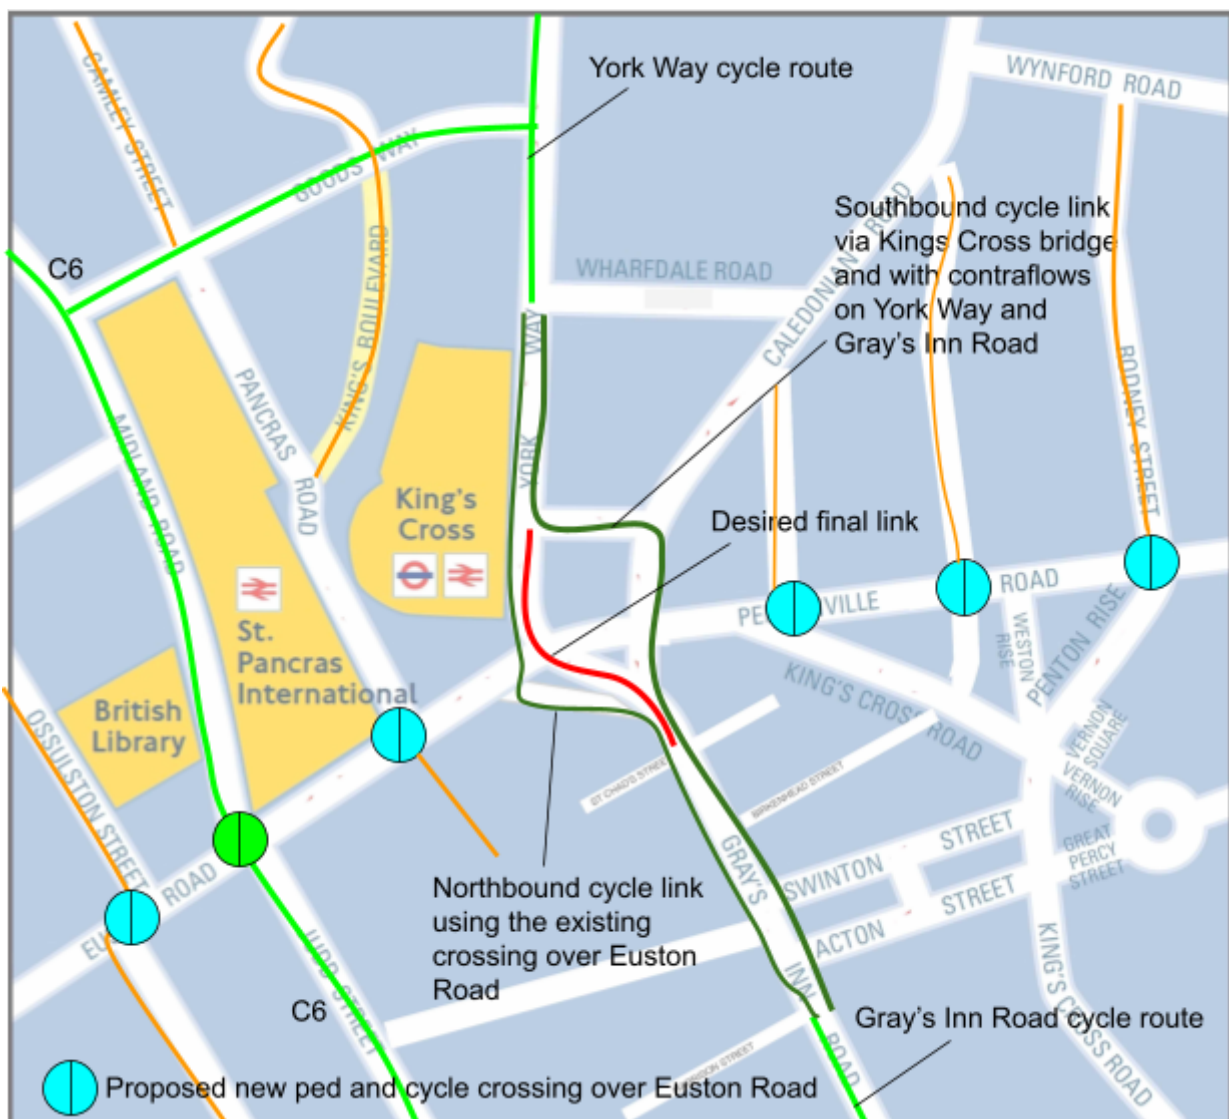 York Way cycle route
WYNFORD ROAD
CAMLEY STREET
GOODS WAY
Southbound cycle link
via Kings Cross bridge
and with contraflows
on York Way and
Gray's Inn Road
C6
WHARFDALE ROAD
CALEDONIAN ROAD
KING'S BOULEVARD
YORK WAY
PANCRAS ROAD
MIDLAND ROAD
RODNEY STREET
King's
Cross
Desired final link
PENTONVILLE ROAD
St.
Pancras
International
British
Library
OSSULSTON STREET
WESTON
RISE
PENTON RISE
KING'S CROSS ROAD
VERNON
SQUARE
VERNON
RISE
ST CHAD'S STREET
BIRKENHEAD STREET
GREAT
PERCY
STREET
SWINTON STREET
ACTON STREET
GRAY'S INN ROAD
EUSTON ROAD
Northbound cycle link
using the existing
crossing over Euston
Road
JUDD STREET
C6
KING'S CROSS ROAD
Gray's Inn Road cycle route
Proposed new ped and cycle crossing over Euston Road